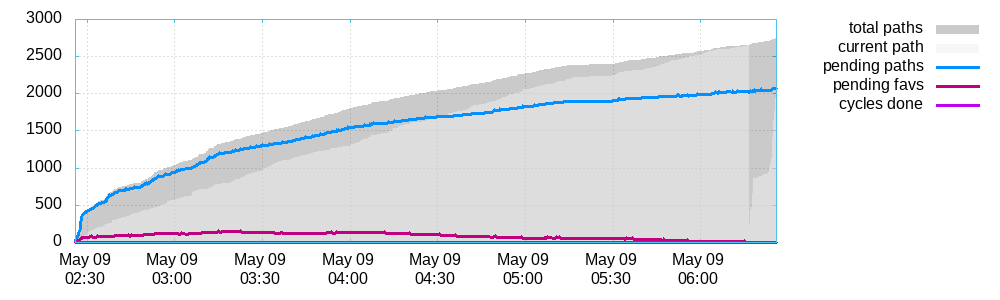 3000
2500
2000
1500
1000
500
0
May 09 May 09 May 09 May 09 May 09 May 09 May 09 May 09
02:30 03:00 03:30 04:00 04:30 05:00 05:30 06:00
total paths
current path
pending paths
pending favs
cycles done